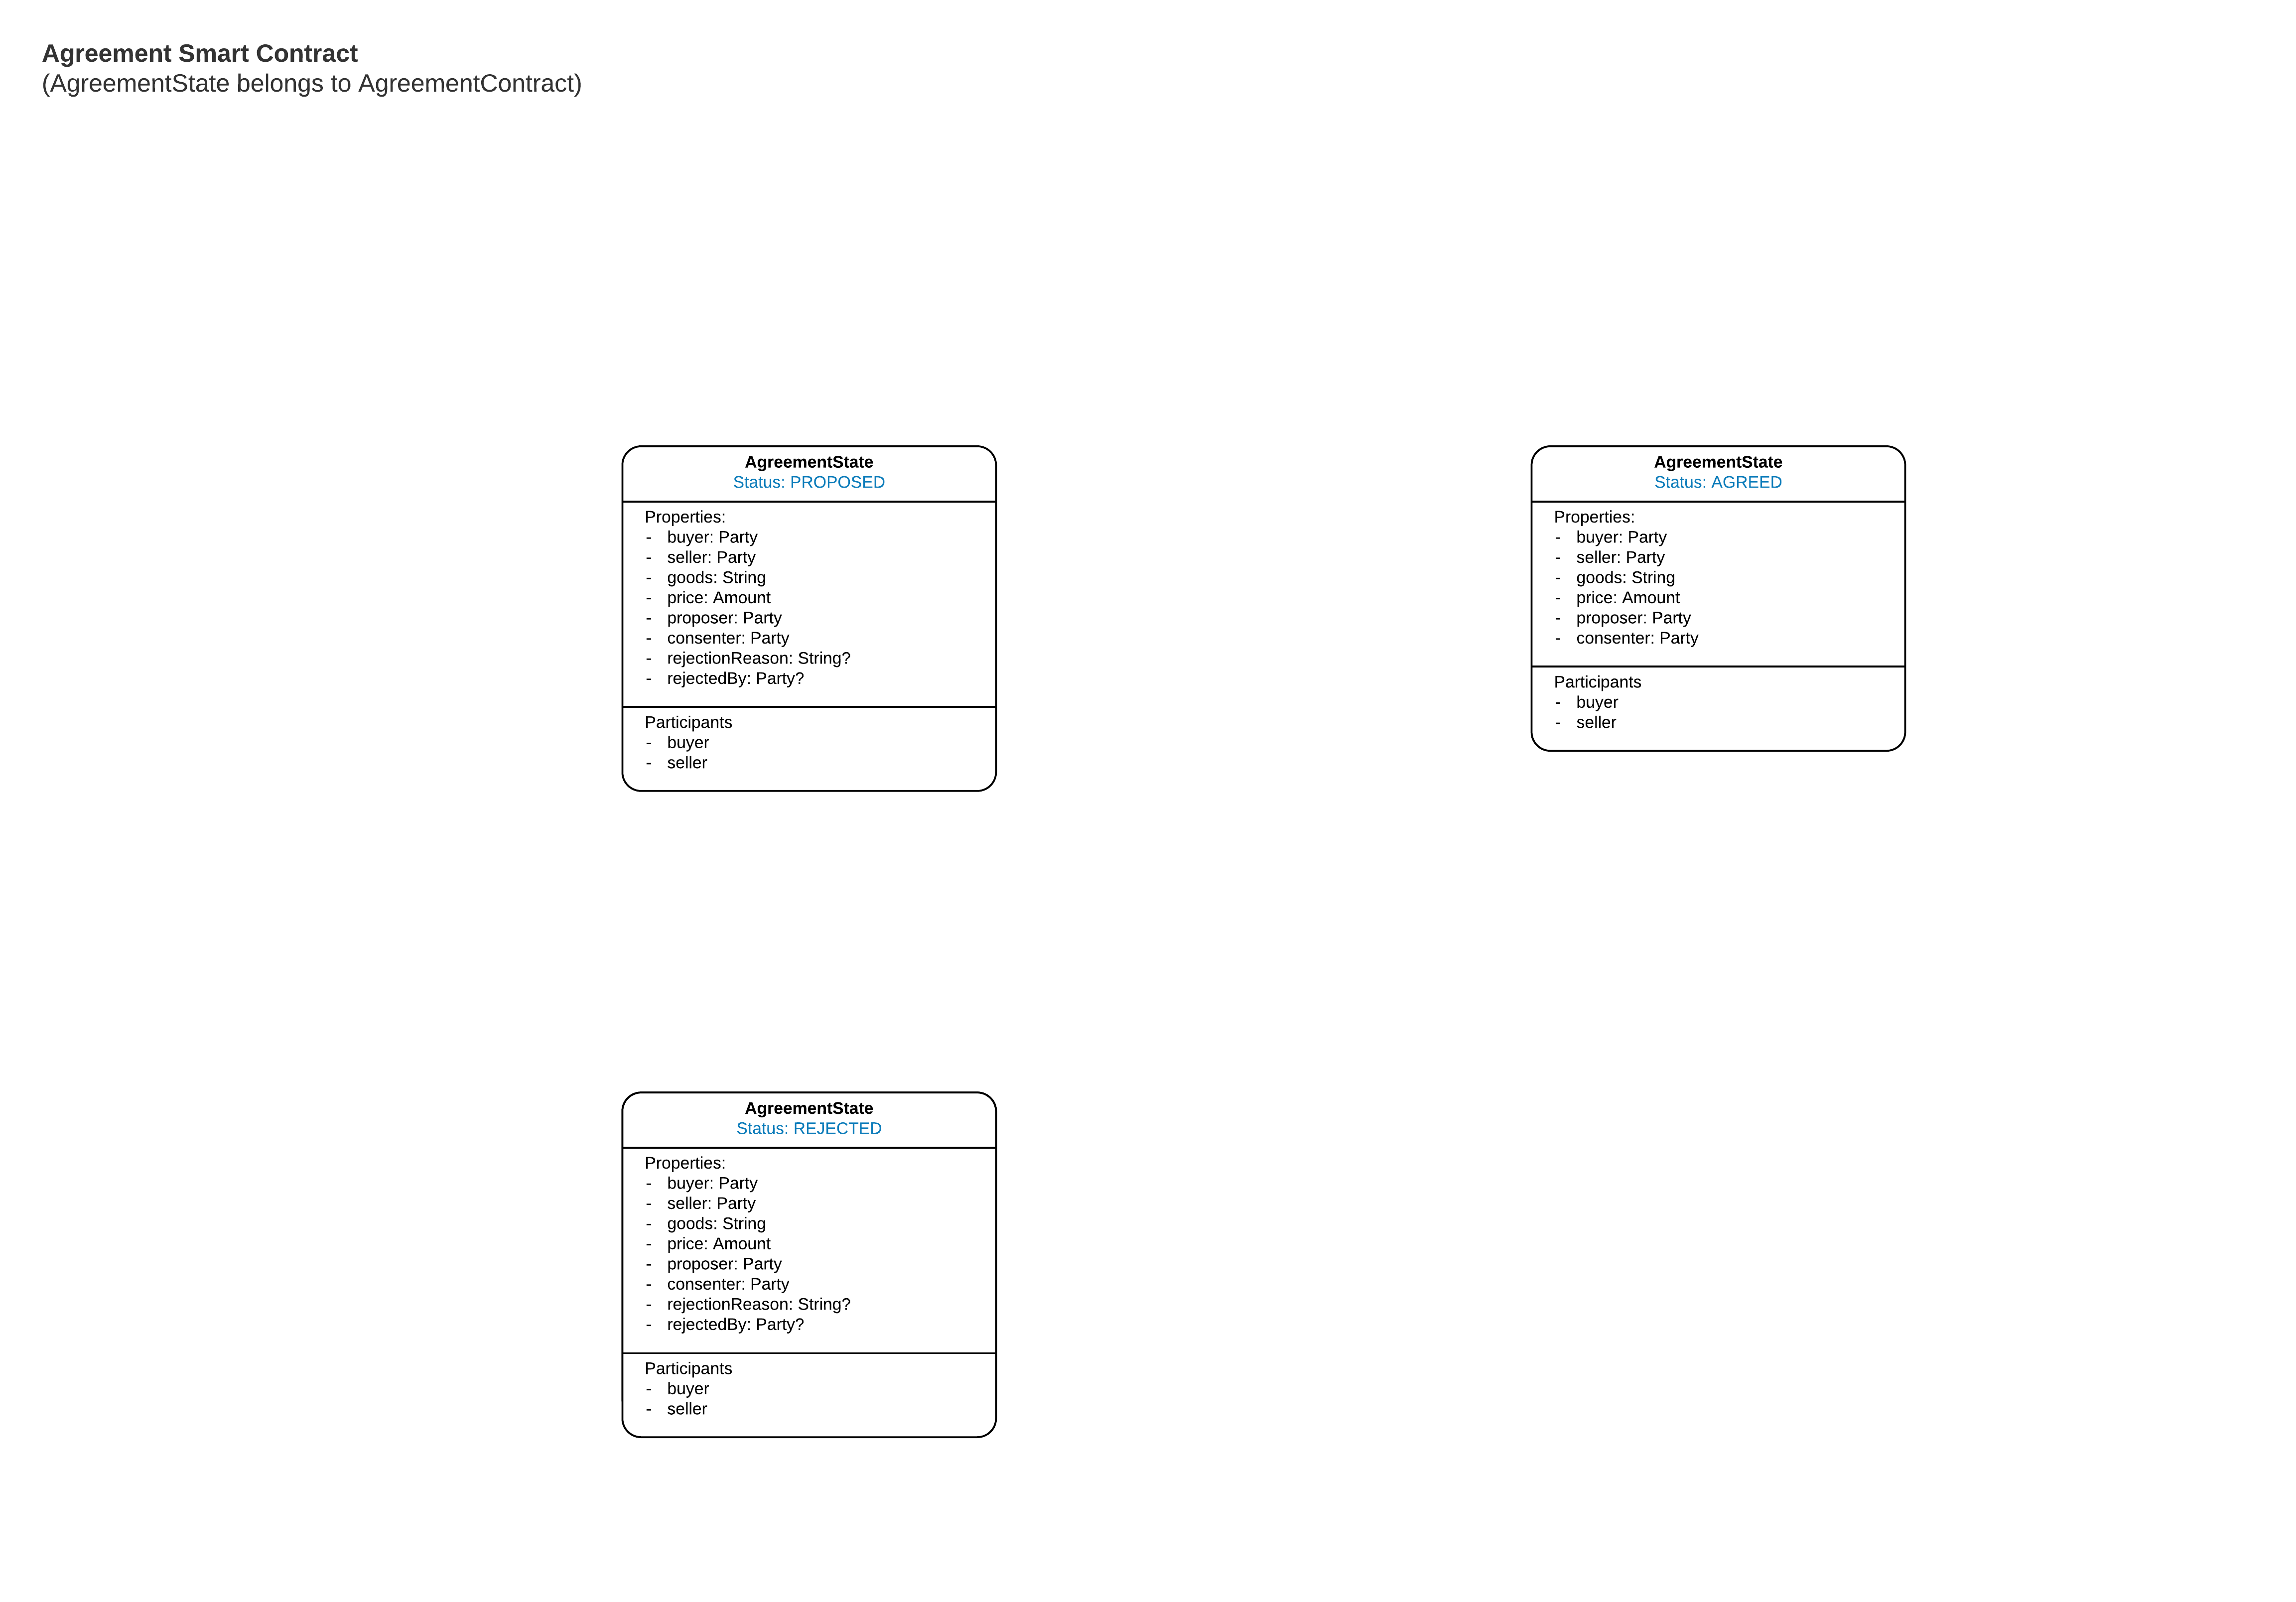 Agreement Smart Contract
(AgreementState belongs to AgreementContract)
AgreementState
Status: PROPOSED
Properties:
- buyer: Party
- seller: Party
- goods: String
- price: Amount
- proposer: Party
- consenter: Party
- rejectionReason: String?
- rejectedBy: Party?
Participants
- buyer
- seller
AgreementState
Status: AGREED
Properties:
- buyer: Party
- seller: Party
- goods: String
- price: Amount
- proposer: Party
- consenter: Party
Participants
- buyer
- seller
AgreementState
Status: REJECTED
Properties:
- buyer: Party
- seller: Party
- goods: String
- price: Amount
- proposer: Party
- consenter: Party
- rejectionReason: String?
- rejectedBy: Party?
Participants
- buyer
- seller